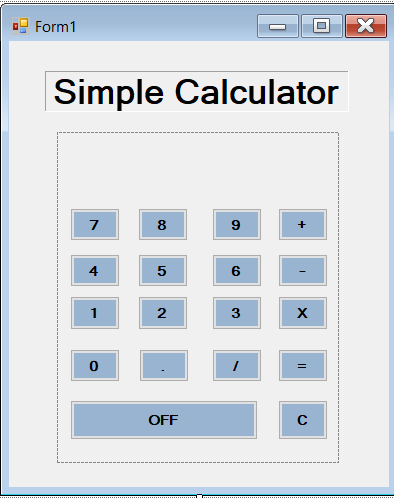 Form1
Simple Calculator
7 8 9 +
4 5 6 -
1 2 3 X
0 . / =
OFF C